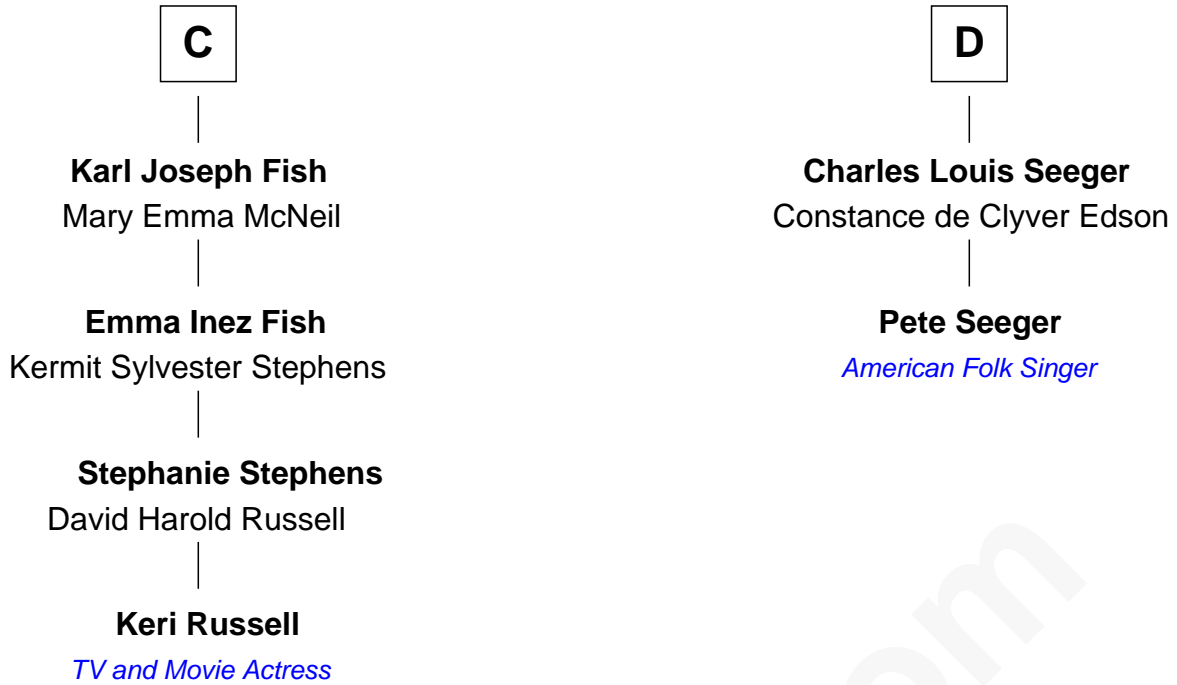 C
Karl Joseph Fish
Mary Emma McNeil
Emma Inez Fish
Kermit Sylvester Stephens
Stephanie Stephens
David Harold Russell
Keri Russell
TV and Movie Actress
D
Charles Louis Seeger
Constance de Clyver Edson
Pete Seeger
American Folk Singer
om